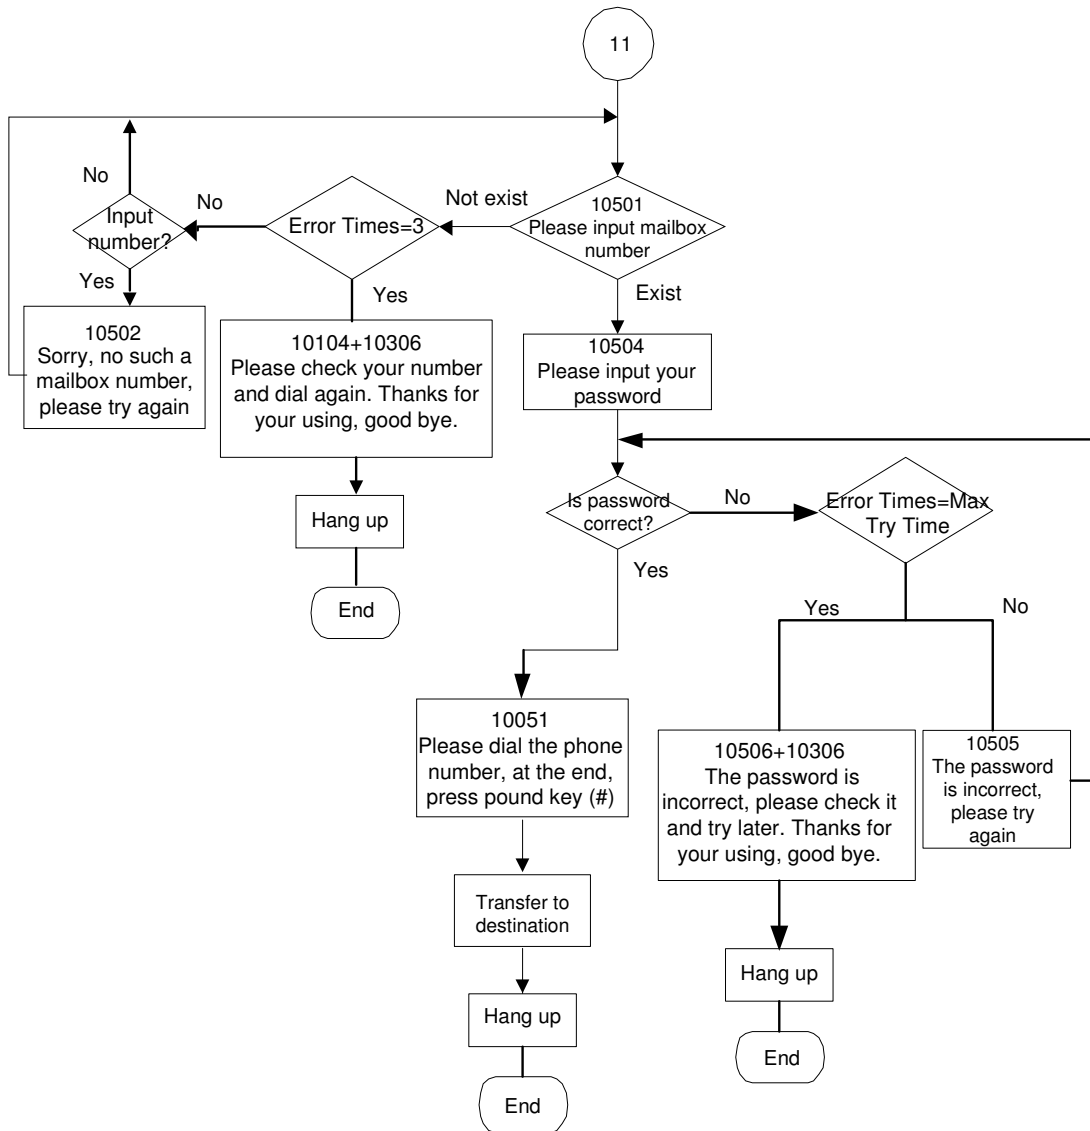 11
No
Input
number?
No
Error Times=3
Not exist
10501
Please input mailbox
number
Yes
Yes
Exist
10502
Sorry, no such a
mailbox number,
please try again
10104+10306
Please check your number
and dial again. Thanks for
your using, good bye.
10504
Please input your
password
Hang up
End
Is password
correct?
No
Error Times=Max
Try Time
Yes
Yes
No
10051
Please dial the phone
number, at the end,
press pound key (#)
10506+10306
The password is
incorrect, please check it
and try later. Thanks for
your using, good bye.
10505
The password
is incorrect,
please try
again
Transfer to
destination
Hang up
End
Hang up
End